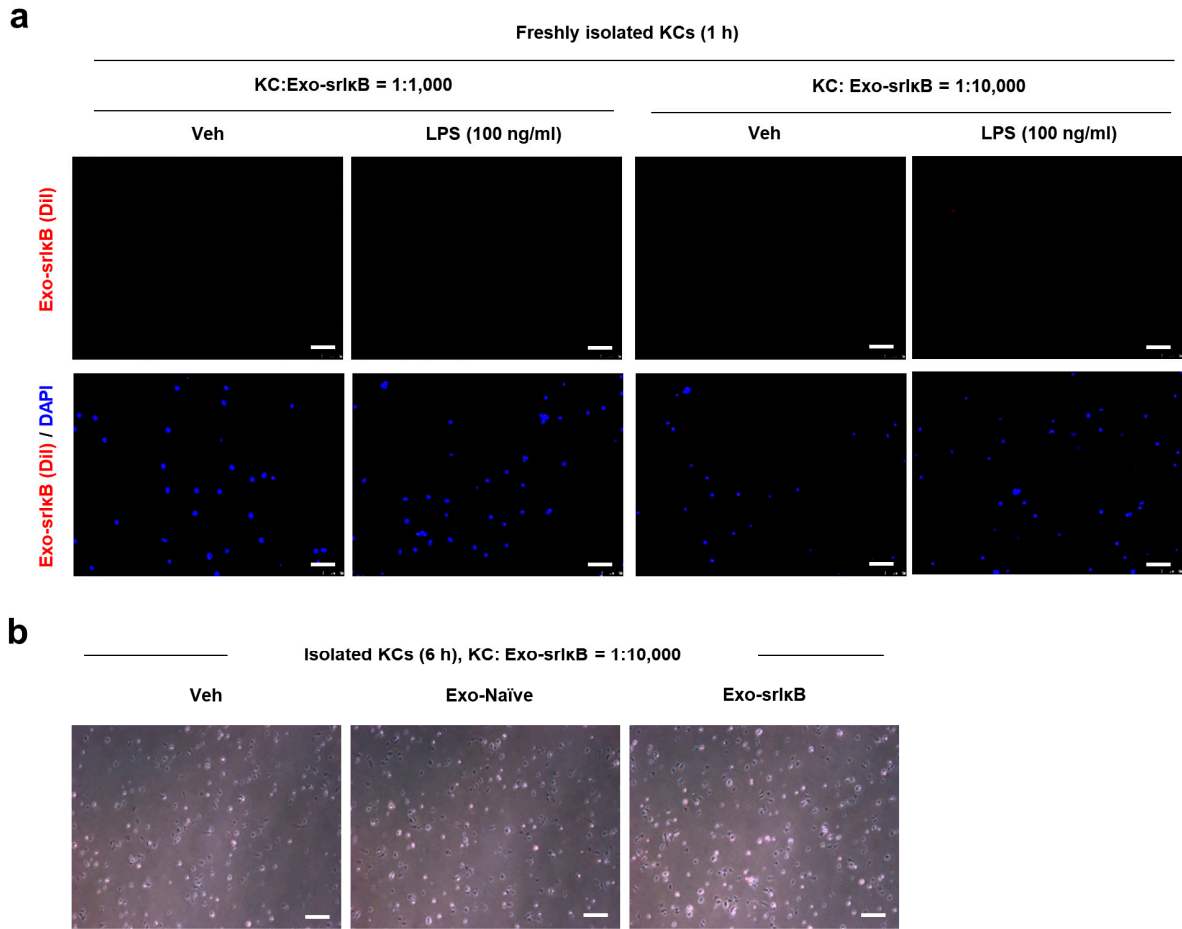 a
Freshly isolated KCs (1 h)
KC:Exo-srIκB = 1:1,000
KC: Exo-srIκB = 1:10,000
Veh
LPS (100 ng/ml)
Veh
LPS (100 ng/ml)
Exo-srIκB (DiI)
Exo-srIκB (DiI) / DAPI
b
Isolated KCs (6 h), KC: Exo-srIκB = 1:10,000
Veh
Exo-Naïve
Exo-srIκB